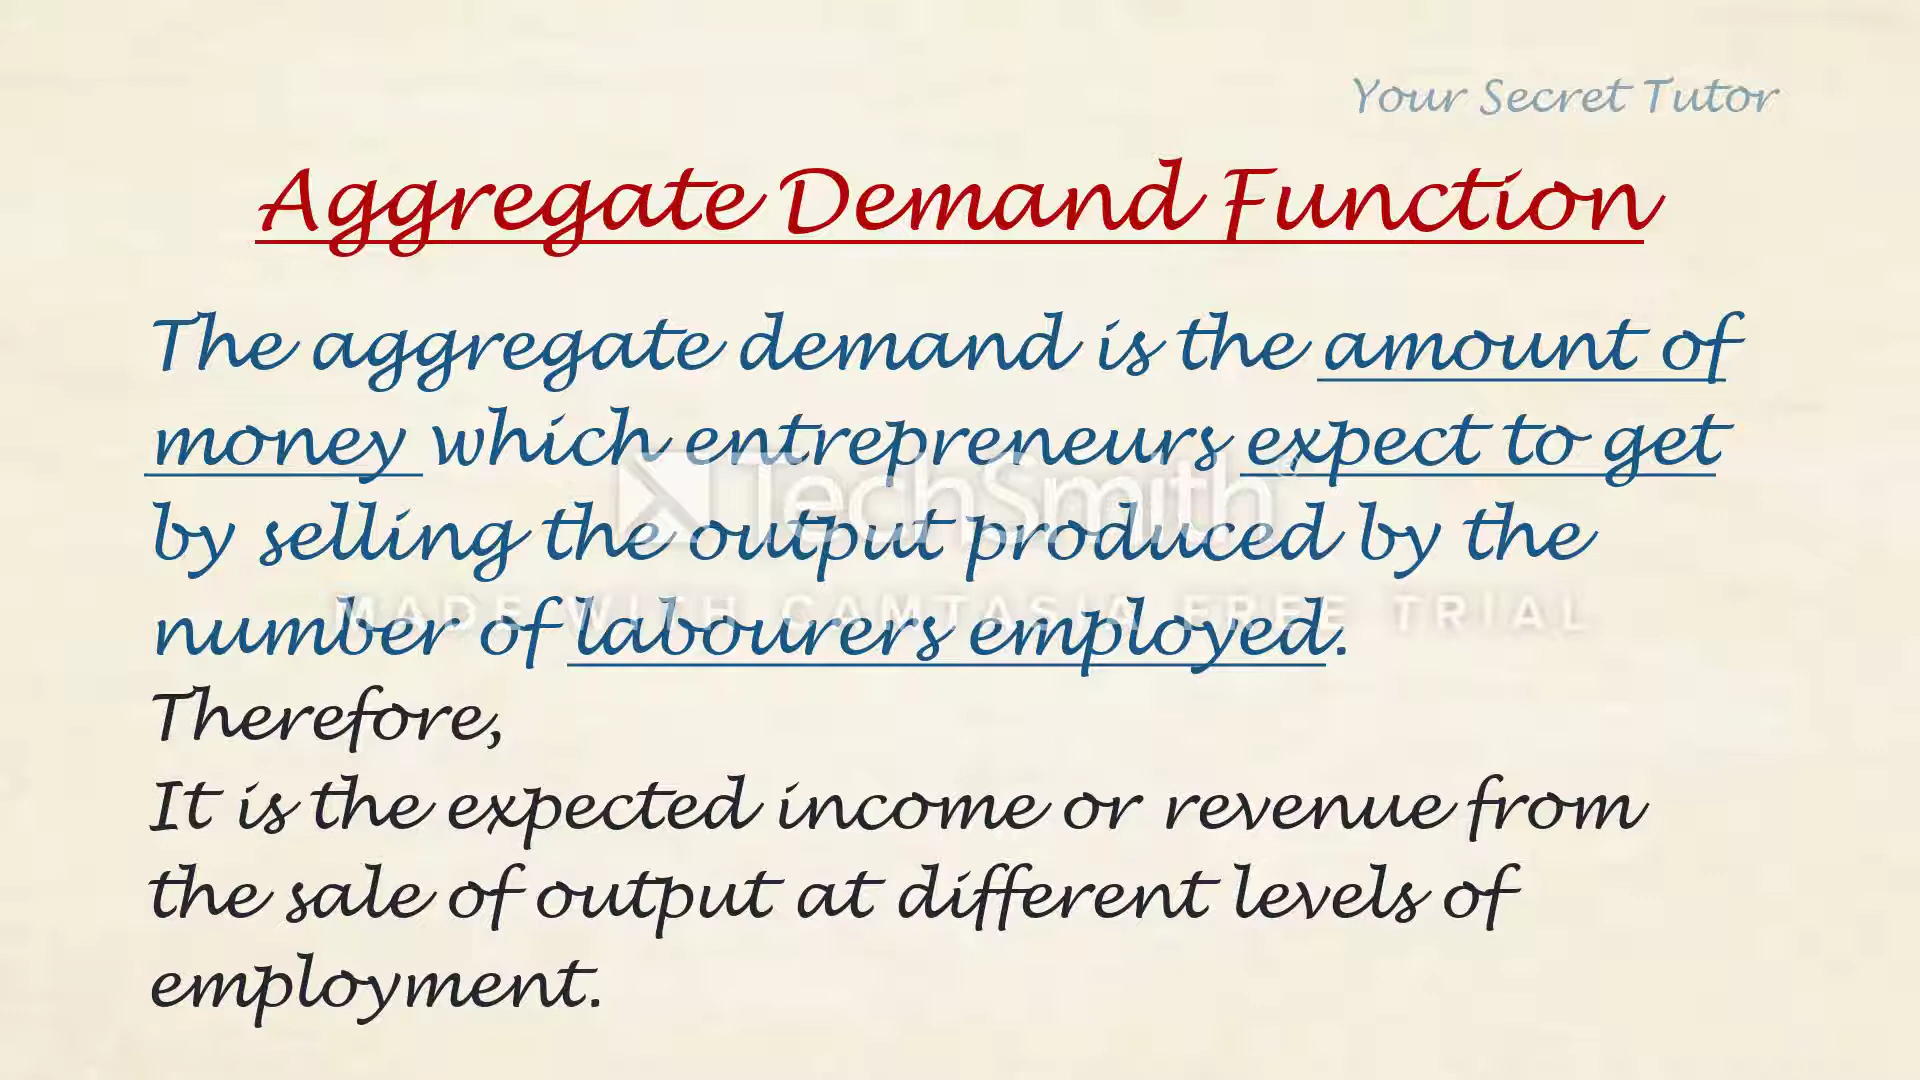 Your Secret Tutor
Aggregate Demand Function
The aggregate demand is the amount of
money which entrepreneurs expect to get
by selling the output produced by the
number of labourers employed.
TechSmith
MADE WITH CAMTASIA FREE TRIAL
Therefore,
It is the expected income or revenue from
the sale of output at different levels of
employment.